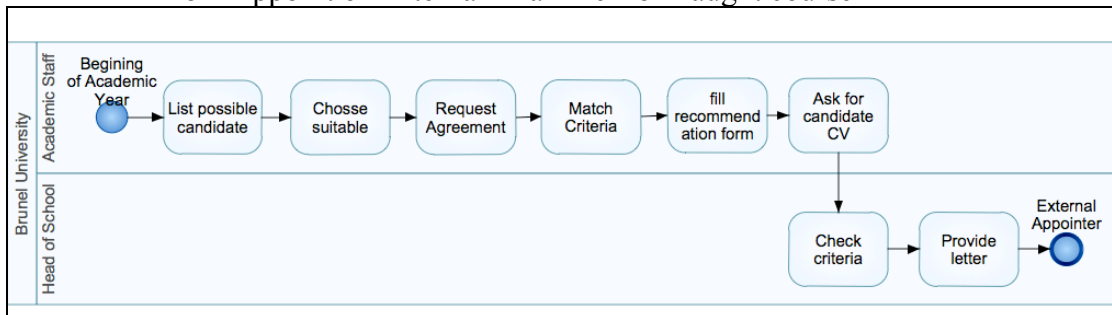 Brunel University
Academic Staff
Begining
of Academic
Year
List possible
candidate
Chosse
suitable
Request
Agreement
Match
Criteria
fill
recommend
ation form
Ask for
candidate
CV
Head of School
Check
criteria
Provide
letter
External
Appointer